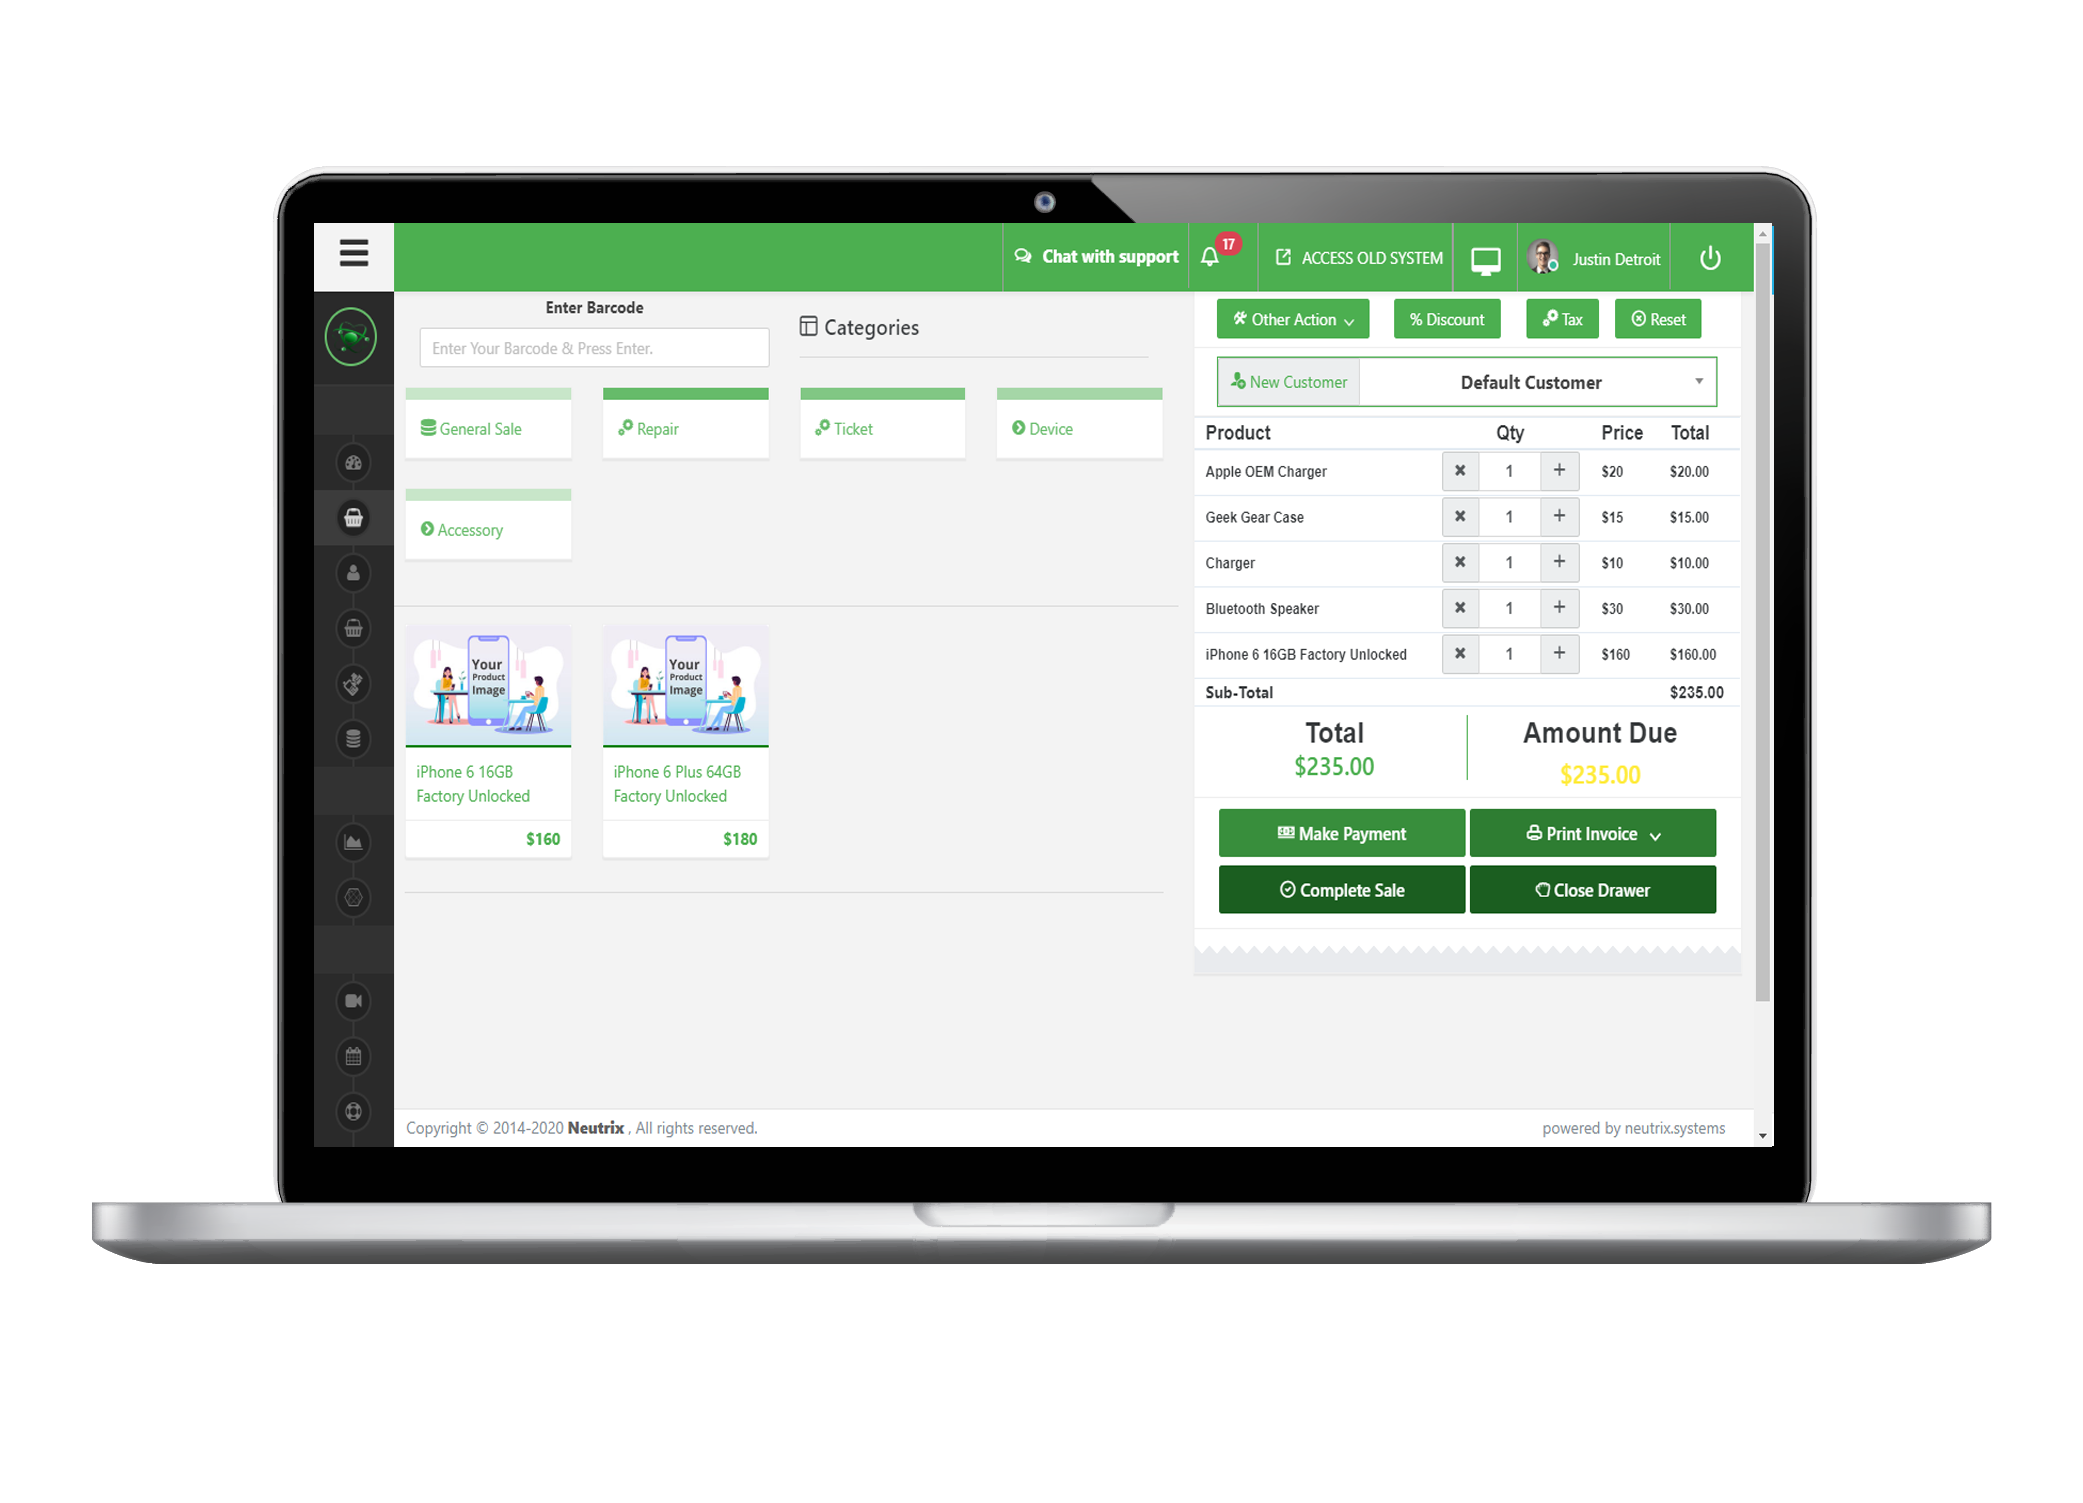 Chat with support
17
ACCESS OLD SYSTEM
Justin Detroit
Enter Barcode
Enter Your Barcode & Press Enter.
Categories
General Sale
Repair
Ticket
Device
Accessory
Your
Product
Image
iPhone 6 16GB
Factory Unlocked
$160
Your
Product
Image
iPhone 6 Plus 64GB
Factory Unlocked
$180
Other Action
% Discount
Tax
Reset
New Customer
Default Customer
Product Qty Price Total
Apple OEM Charger 1 + $20 $20.00
Geek Gear Case 1 + $15 $15.00
Charger 1 + $10 $10.00
Bluetooth Speaker 1 + $30 $30.00
iPhone 6 16GB Factory Unlocked 1 + $160 $160.00
Sub-Total $235.00
Total
$235.00
Amount Due
$235.00
Make Payment
Print Invoice
Complete Sale
Close Drawer
Copyright © 2014-2020 Neutrix , All rights reserved.
powered by neutrix.systems